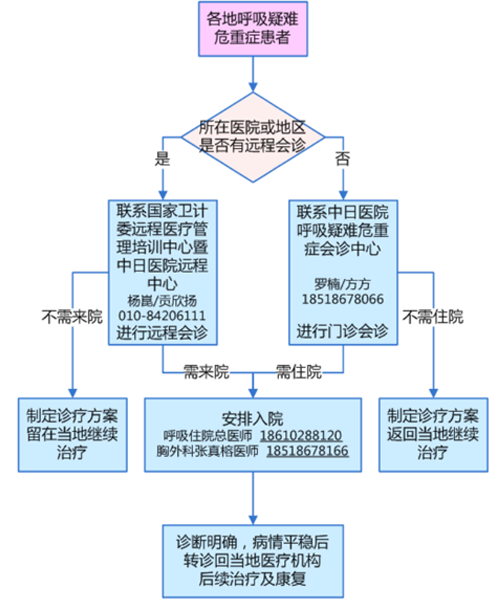 各地呼吸疑难
危重症患者
所在医院或地区
是否有远程会诊
是
否
联系国家卫计
委远程医疗管
理培训中心暨
中日医院远程
中心
杨崑/贡欣扬
010-84206111
进行远程会诊
联系中日医院
呼吸疑难危重
症会诊中心
罗楠/方方
18518678066
进行门诊会诊
不需来院
需来院
需住院
不需住院
制定诊疗方案
留在当地继续
治疗
安排入院
呼吸住院总医师 18610288120
胸外科张真榕医师 18518678166
制定诊疗方案
返回当地继续
治疗
诊断明确，病情平稳后
转诊回当地医疗机构
后续治疗及康复